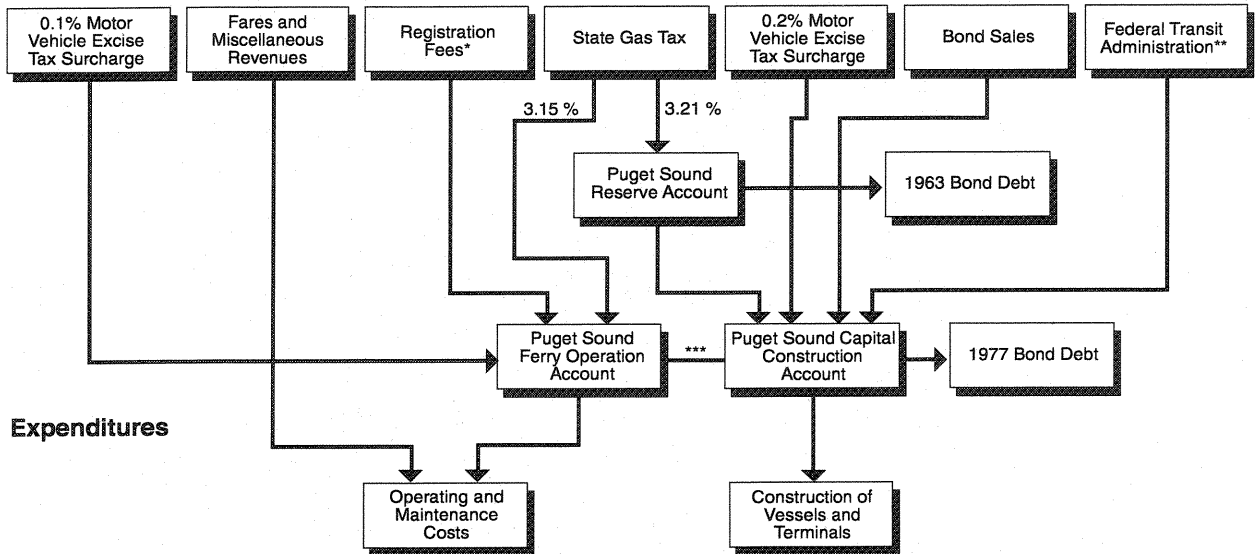 0.1% Motor
Vehicle Excise
Tax Surcharge
Fares and
Miscellaneous
Revenues
Registration
Fees*
State Gas Tax
0.2% Motor
Vehicle Excise
Tax Surcharge
Bond Sales
Federal Transit
Administration**
3.15 %
3.21 %
Puget Sound
Reserve Account
1963 Bond Debt
Puget Sound
Ferry Operation
Account
***
Puget Sound Capital
Construction
Account
1977 Bond Debt
Expenditures
Operating and
Maintenance
Costs
Construction of
Vessels and
Terminals